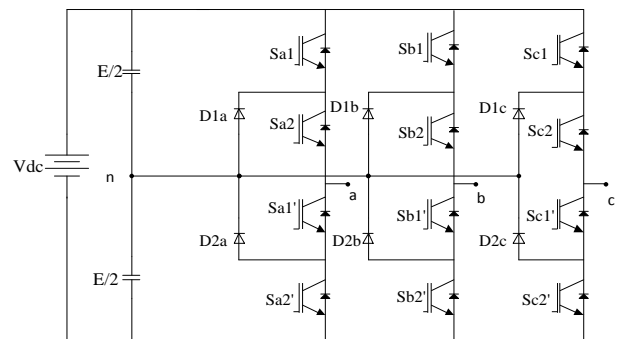 Sa1 Sb1 Sc1
E/2
D1a Sa2 D1b Sb2 D1c Sc2
Vdc n
a b c
Sa1' Sb1' Sc1'
D2a D2b D2c
E/2
Sa2' Sb2' Sc2'